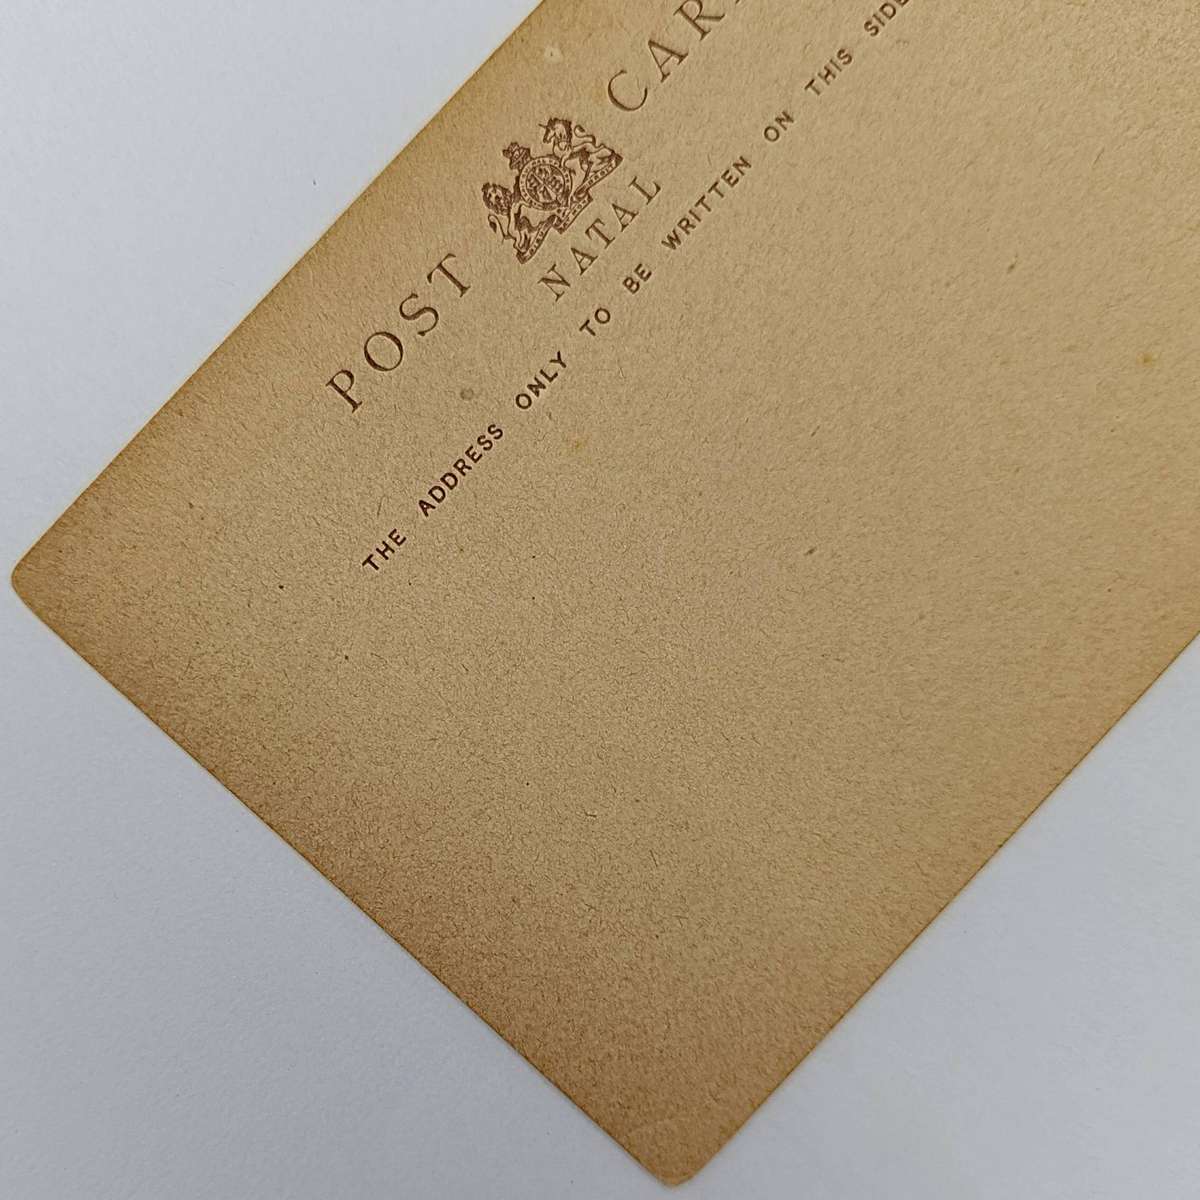 POST CAR
NATAL
THE ADDRESS ONLY TO BE WRITTEN ON THIS SIDE